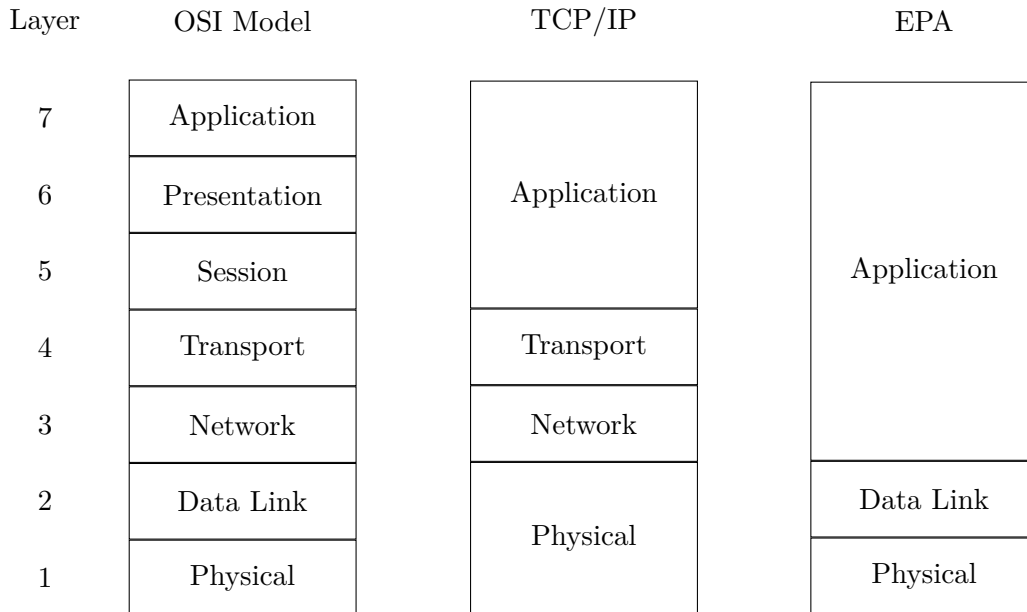 Layer OSI Model TCP/IP EPA
7 Application
6 Presentation Application
5 Session Application
4 Transport Transport
3 Network Network
2 Data Link Data Link
Physical
1 Physical Physical